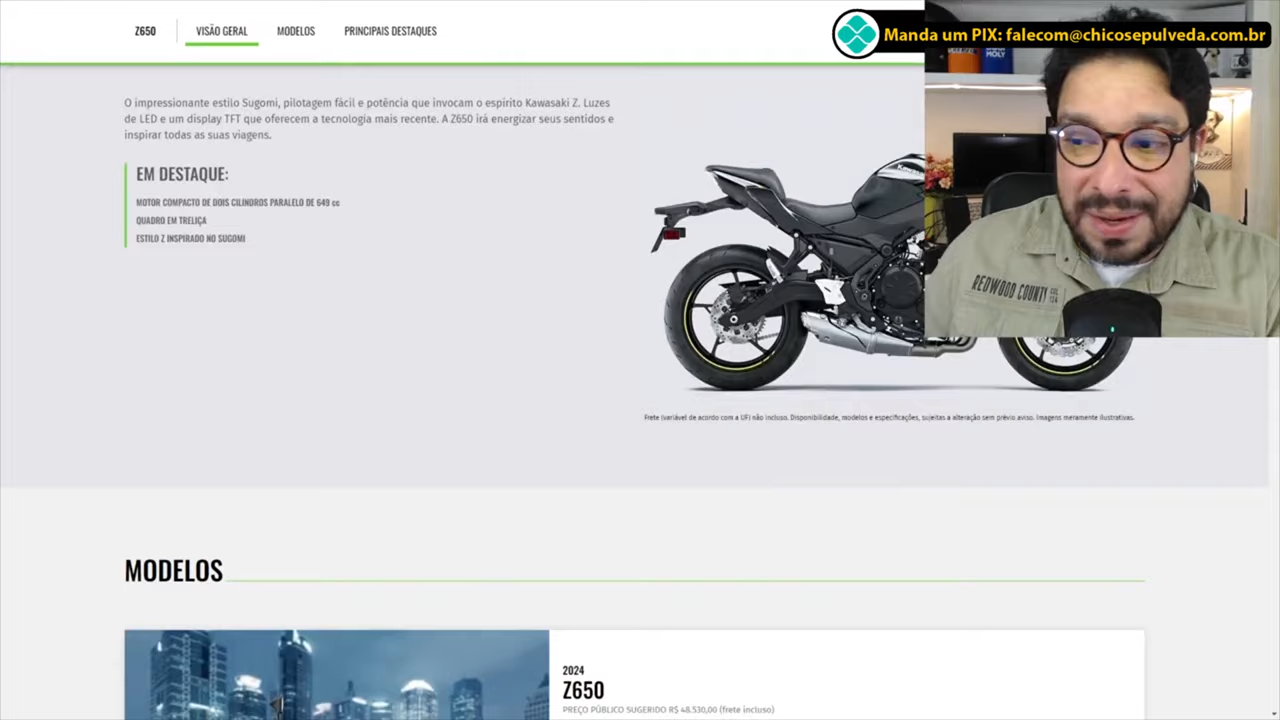 Z650
VISÃO GERAL
MODELOS
PRINCIPAIS DESTAQUES
Manda um PIX: falecom@chicosepulveda.com.br
O impressionante estilo Sugomi, pilotagem fácil e potência que invocam o espírito Kawasaki Z. Luzes
de LED e um display TFT que oferecem a tecnologia mais recente. A Z650 irá energizar seus sentidos e
inspirar todas as suas viagens.
EM DESTAQUE:
MOTOR COMPACTO DE DOIS CILINDROS PARALELO DE 649 cc
QUADRO EM TRELIÇA
ESTILO Z INSPIRADO NO SUGOMI
REDWOOD COUNTY
Frete (variável de acordo com a UF) não incluso. Disponibilidade, modelos e especificações, sujeitas a alteração sem prévio aviso. Imagens meramente ilustrativas.
MODELOS
2024
Z650
PREÇO PÚBLICO SUGERIDO R$ 48.530,00 (frete incluso)